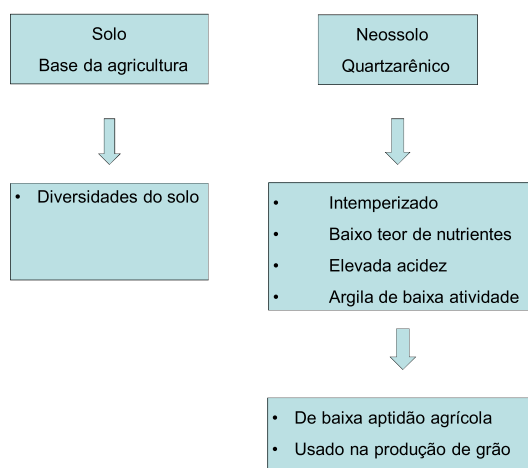 Solo
Base da agricultura
Neossolo
Quartzarênico
• Diversidades do solo
• Intemperizado
• Baixo teor de nutrientes
• Elevada acidez
• Argila de baixa atividade
• De baixa aptidão agrícola
• Usado na produção de grão